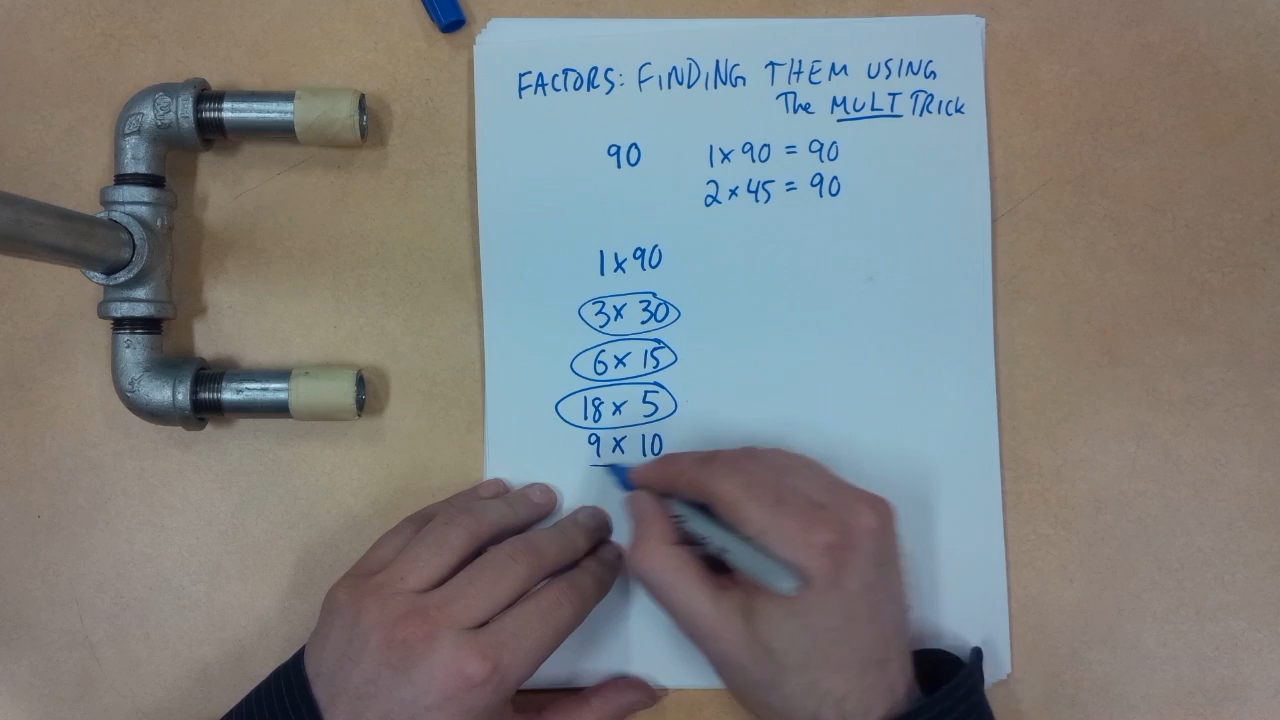 FACTORS: FINDING THEM USING
The MULT TRICK
90
1 x 90 = 90
2 x 45 = 90
1 x 90
3 x 30
6 x 15
18 x 5
9 x 10